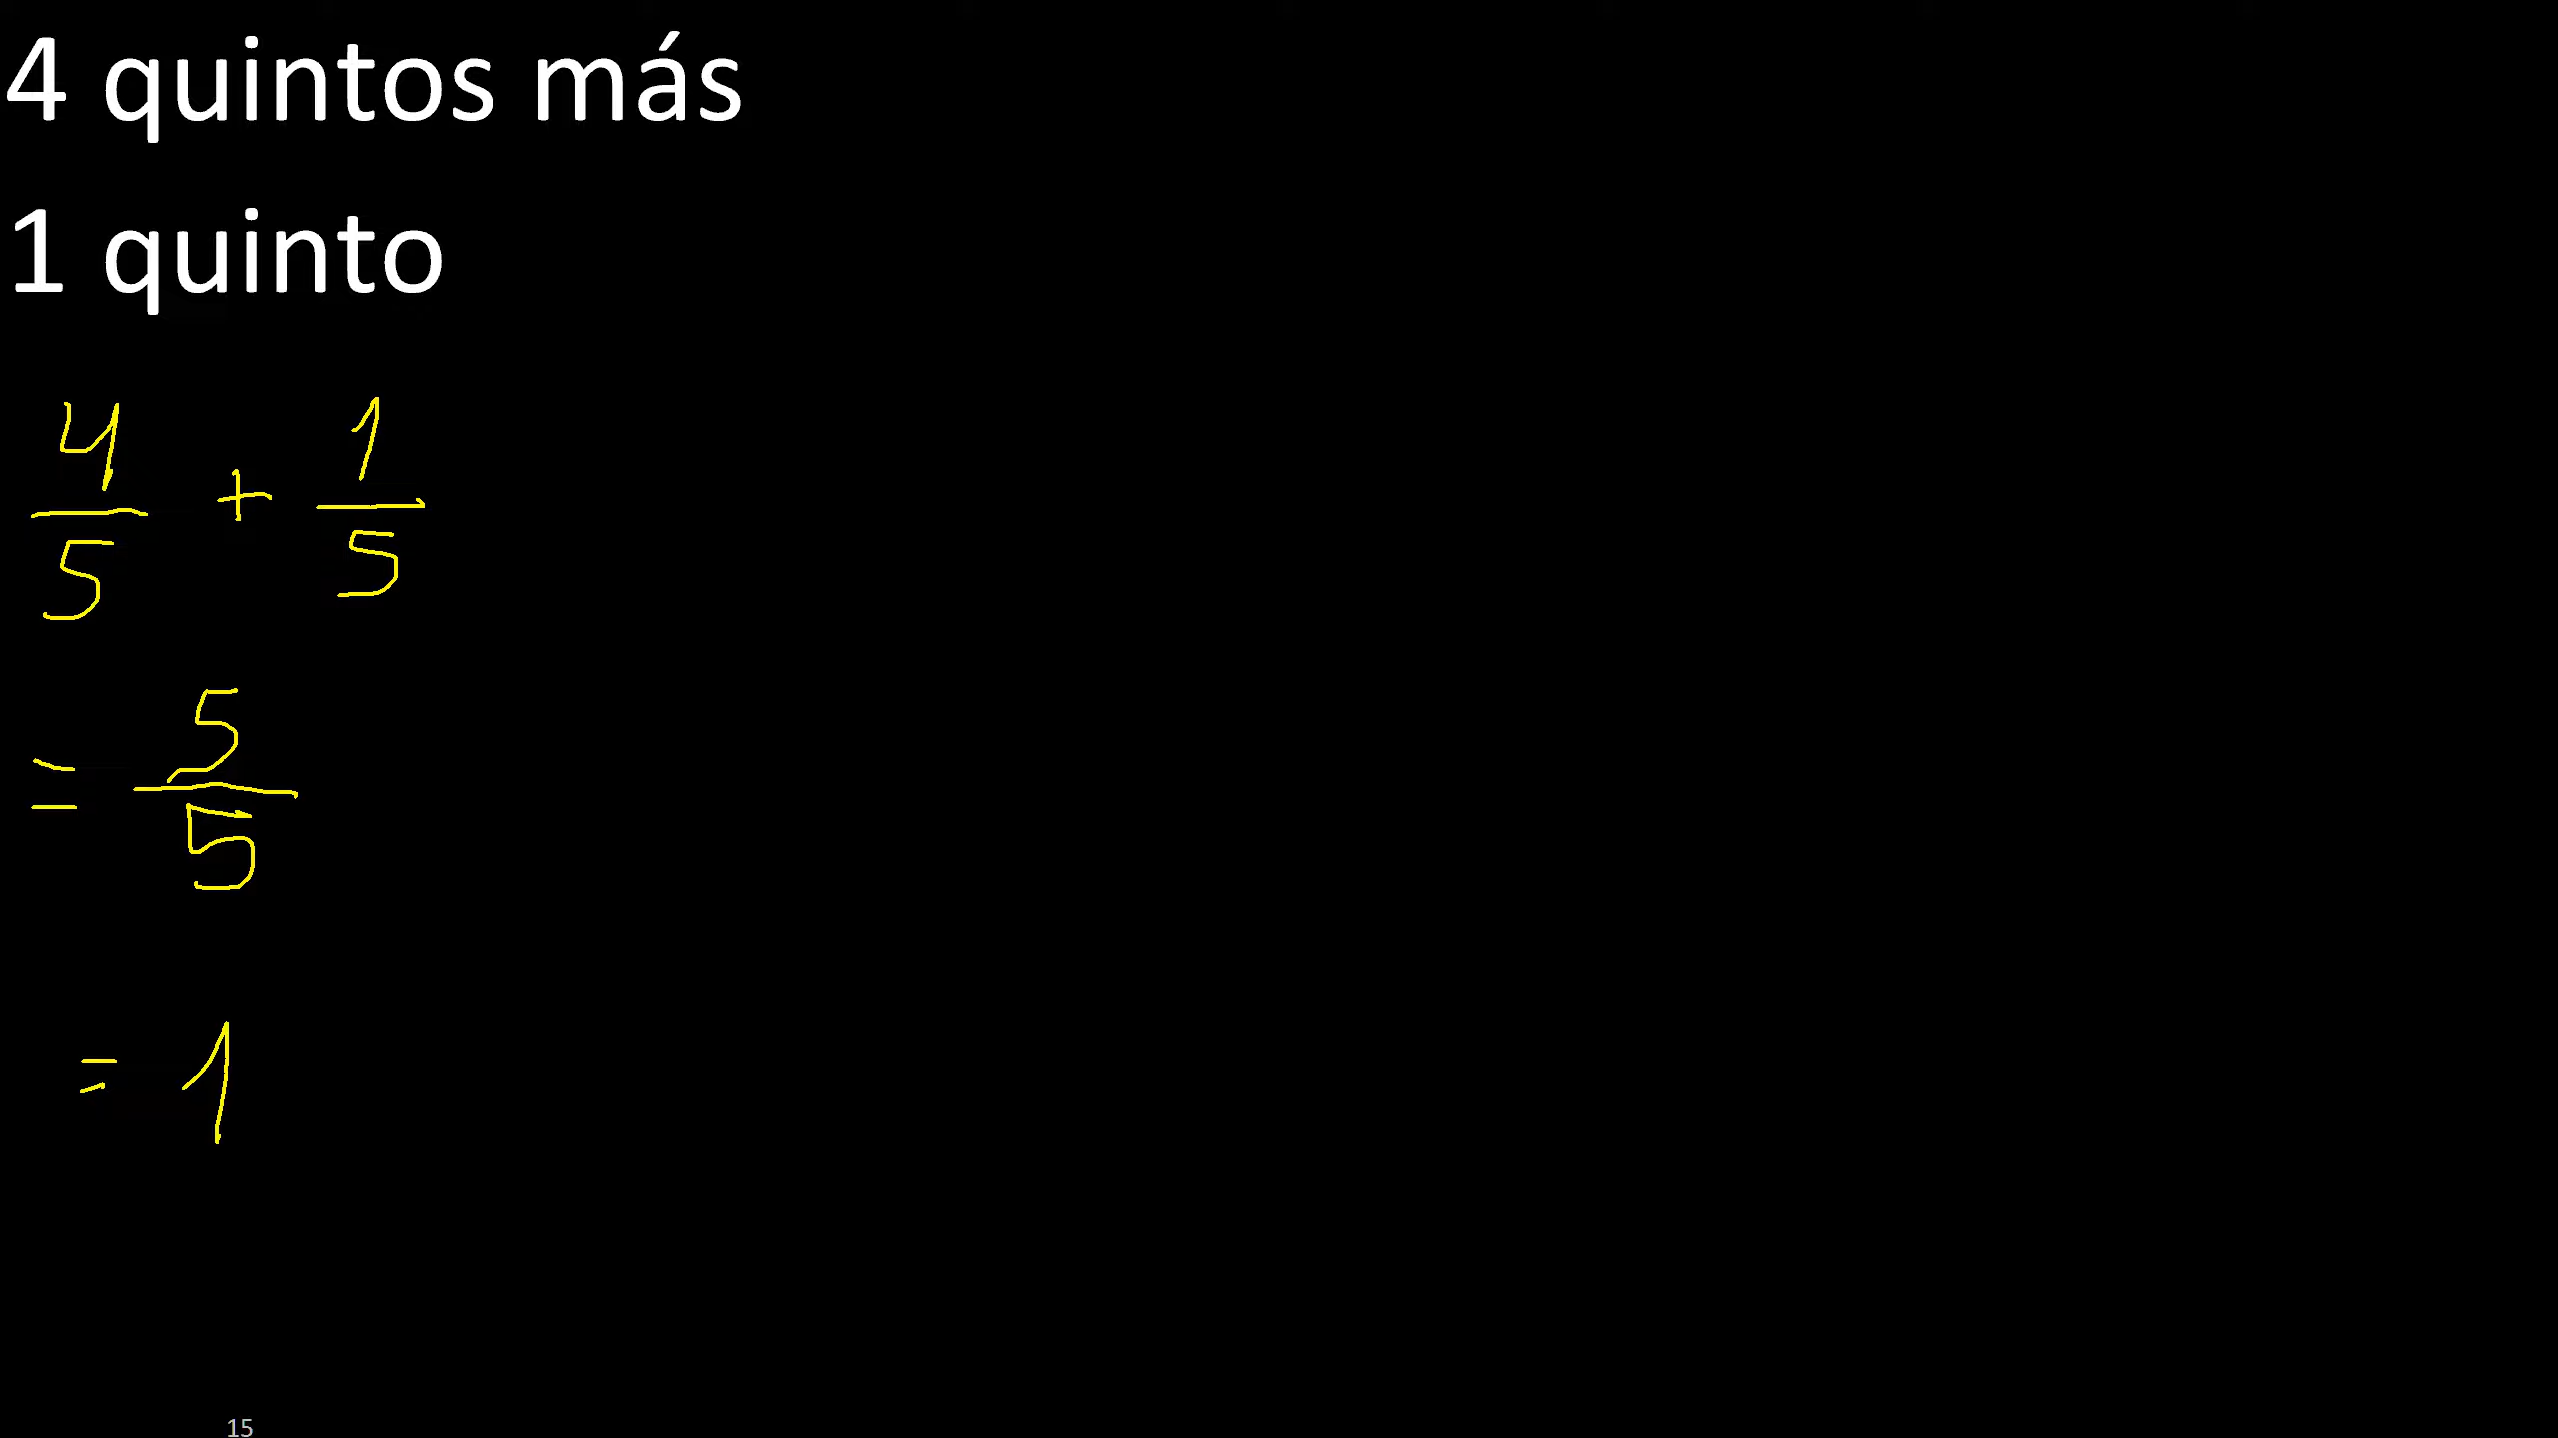 4 quintos más
1 quinto
4/5 + 1/5
= 5/5
= 1
15